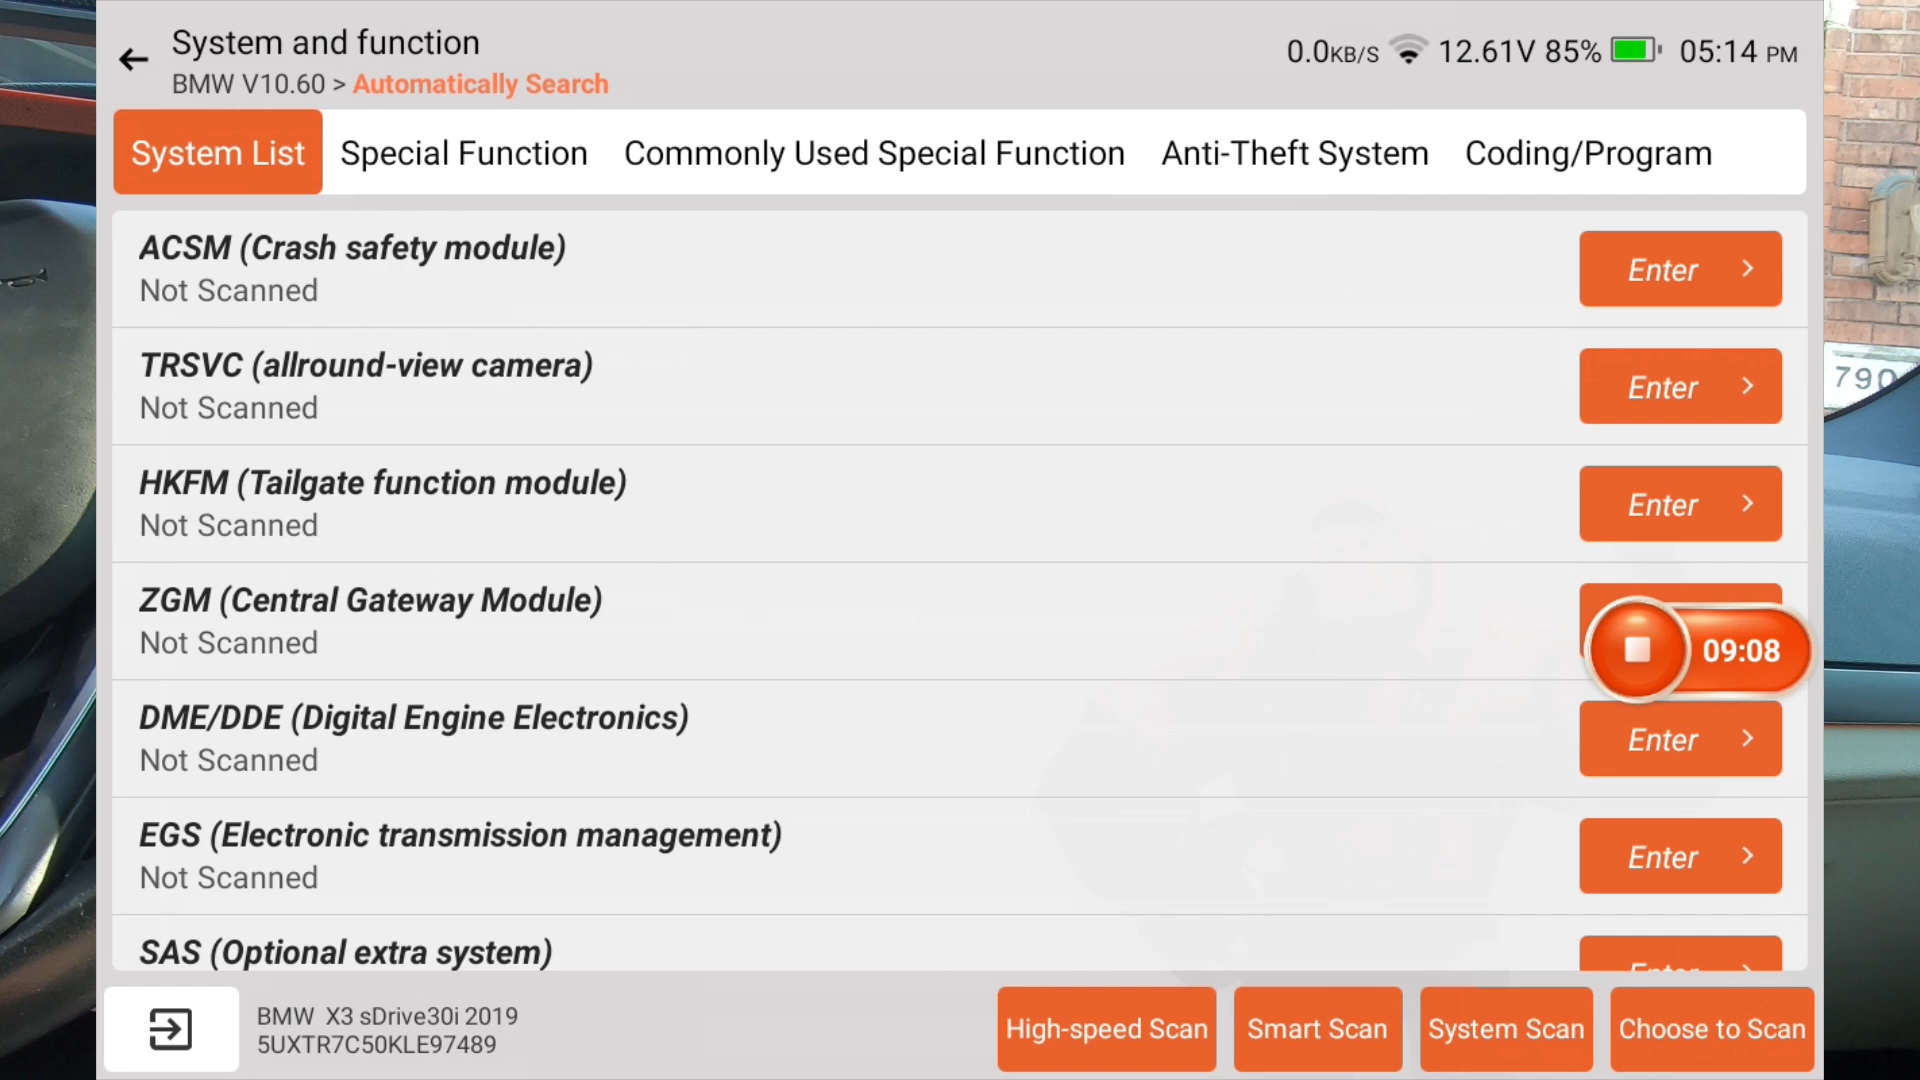 System and function
BMW V10.60 > Automatically Search
0.0KB/S 12.61V 85% 05:14 PM
System List Special Function Commonly Used Special Function Anti-Theft System Coding/Program
ACSM (Crash safety module)
Not Scanned
Enter
TRSVC (allround-view camera)
Not Scanned
Enter
HKFM (Tailgate function module)
Not Scanned
Enter
ZGM (Central Gateway Module)
Not Scanned
09:08
DME/DDE (Digital Engine Electronics)
Not Scanned
Enter
EGS (Electronic transmission management)
Not Scanned
Enter
SAS (Optional extra system)
Enter
BMW X3 sDrive30i 2019
5UXTR7C50KLE97489
High-speed Scan Smart Scan System Scan Choose to Scan
790